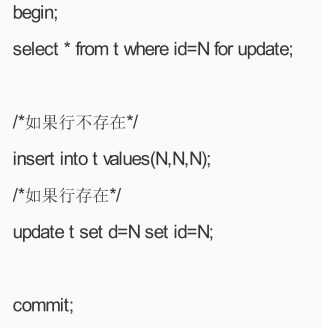 begin;
select * from t where id=N for update;
/*如果行不存在*/
insert into t values(N,N,N);
/*如果行存在*/
update t set d=N set id=N;
commit;